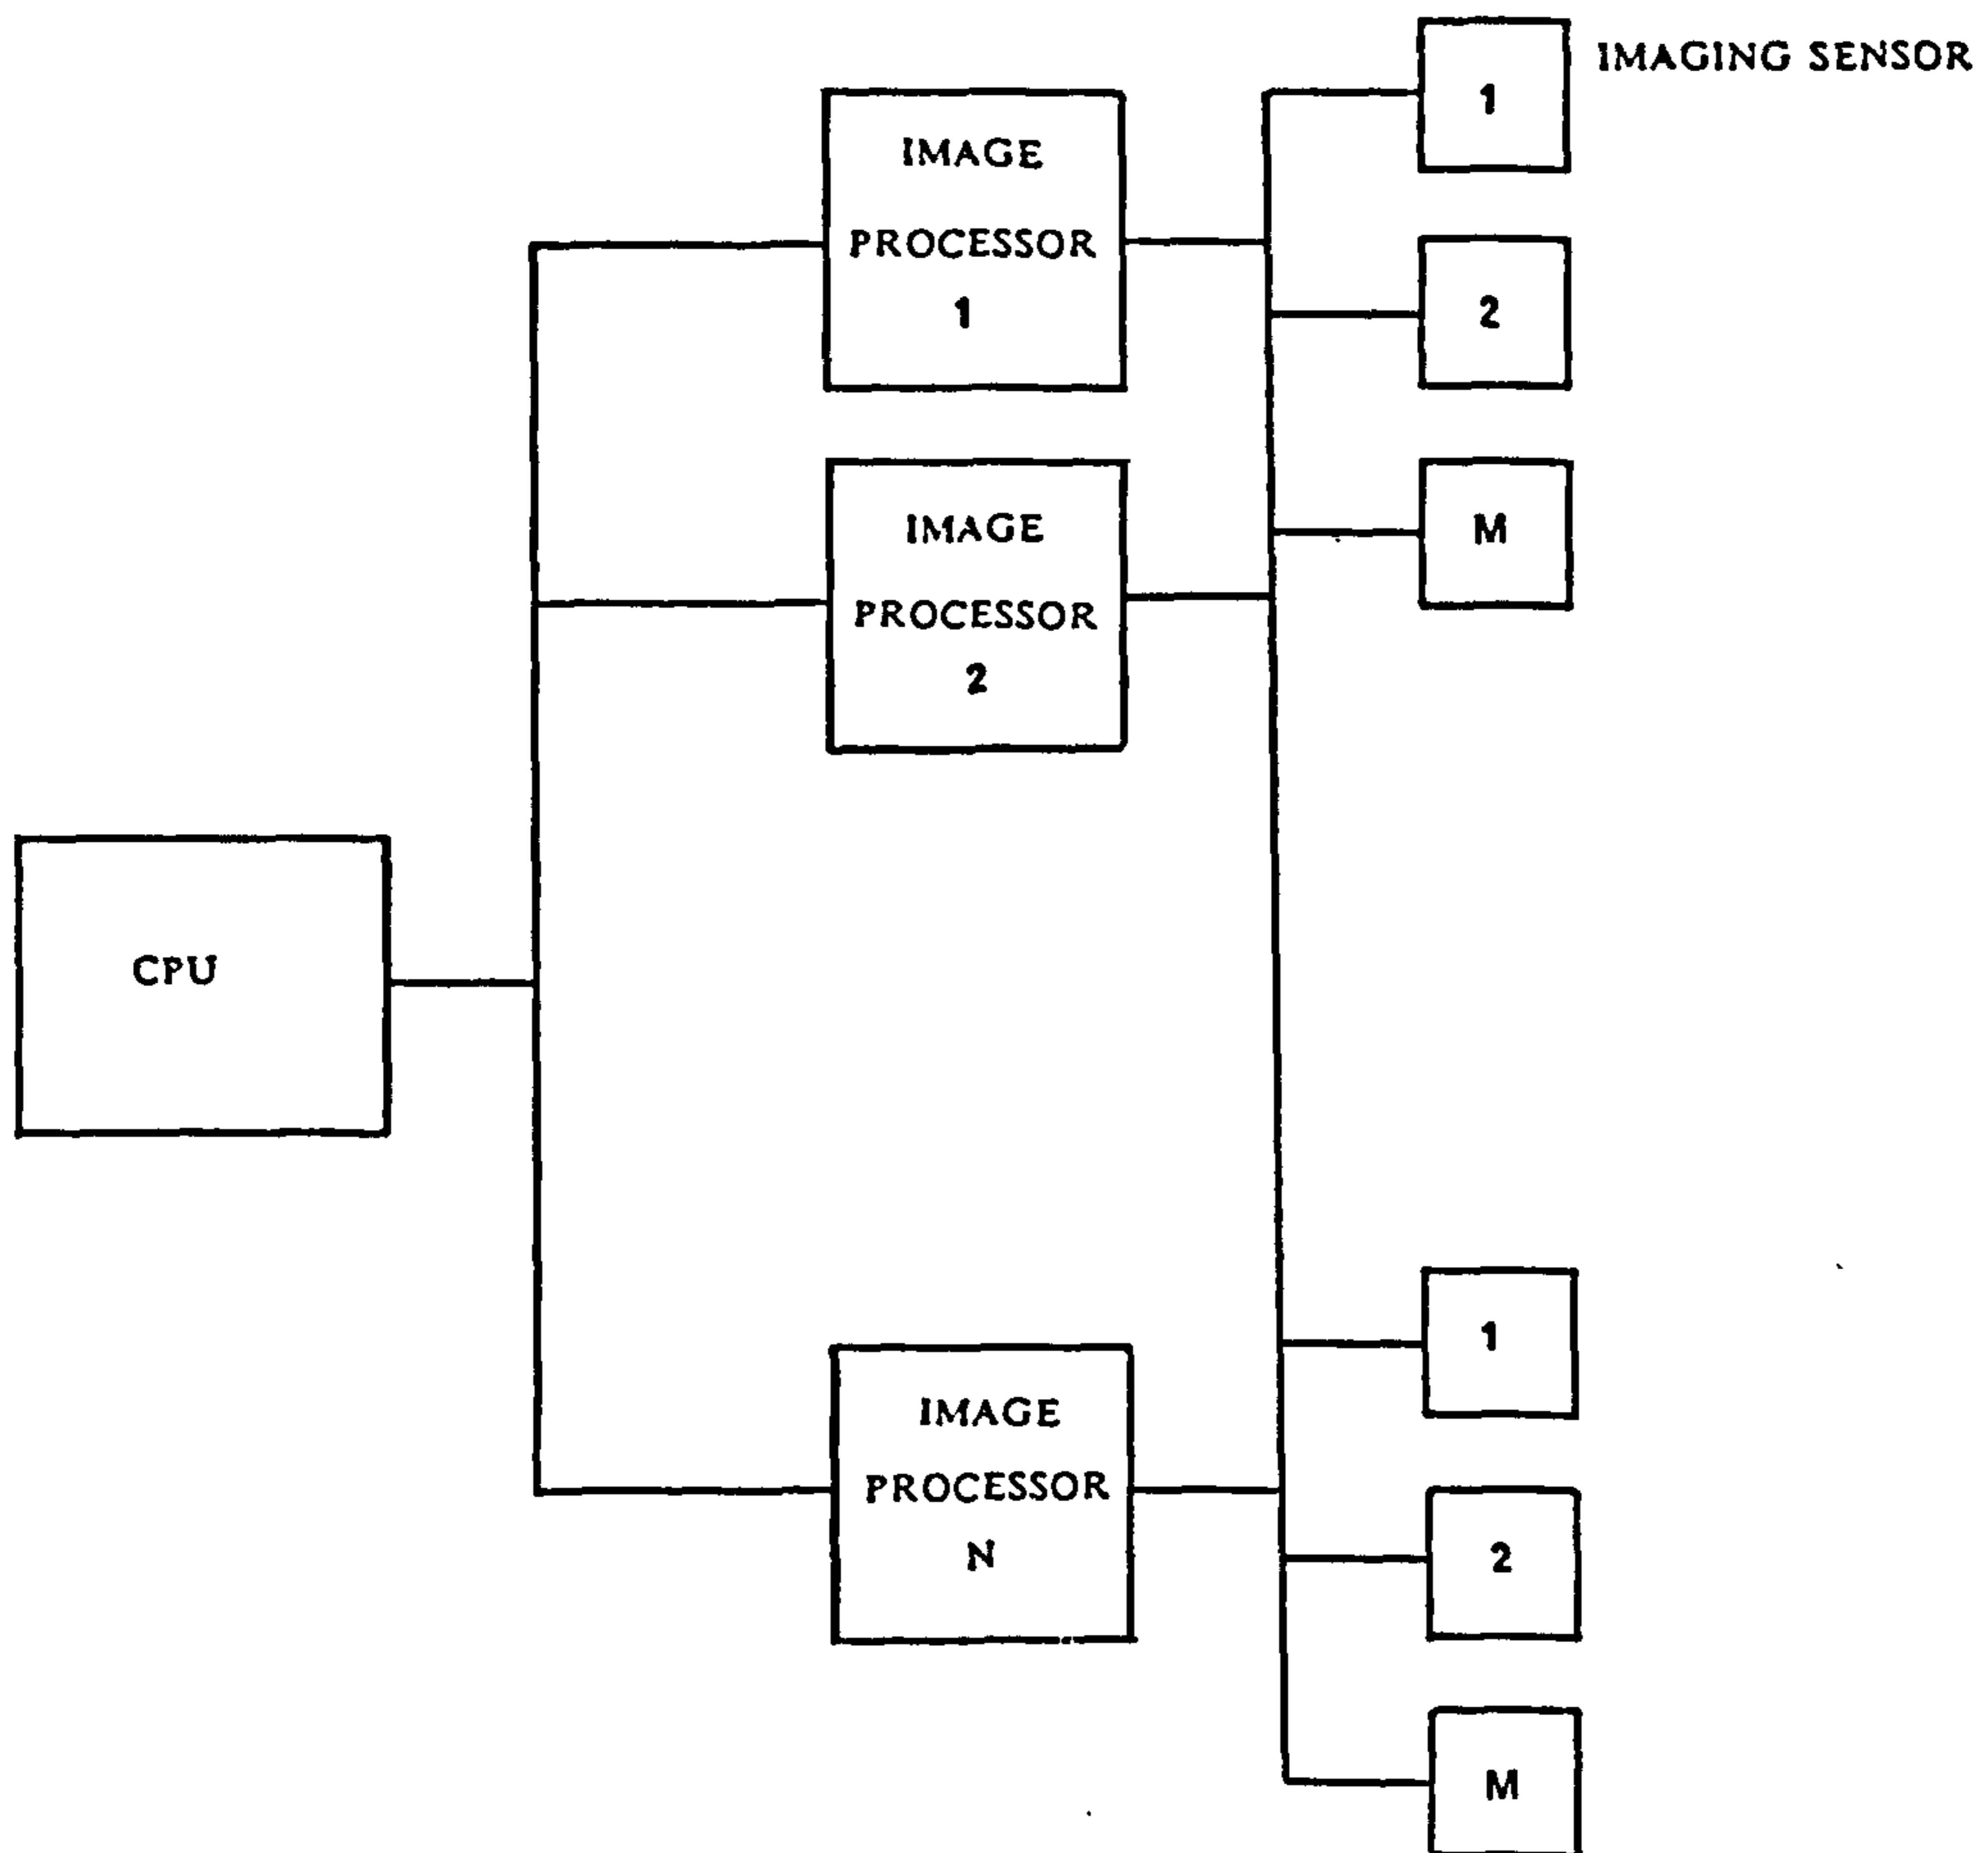 1
IMAGING SENSOR
IMAGE
PROCESSOR
1
2
M
IMAGE
PROCESSOR
2
CPU
1
IMAGE
PROCESSOR
N
2
M